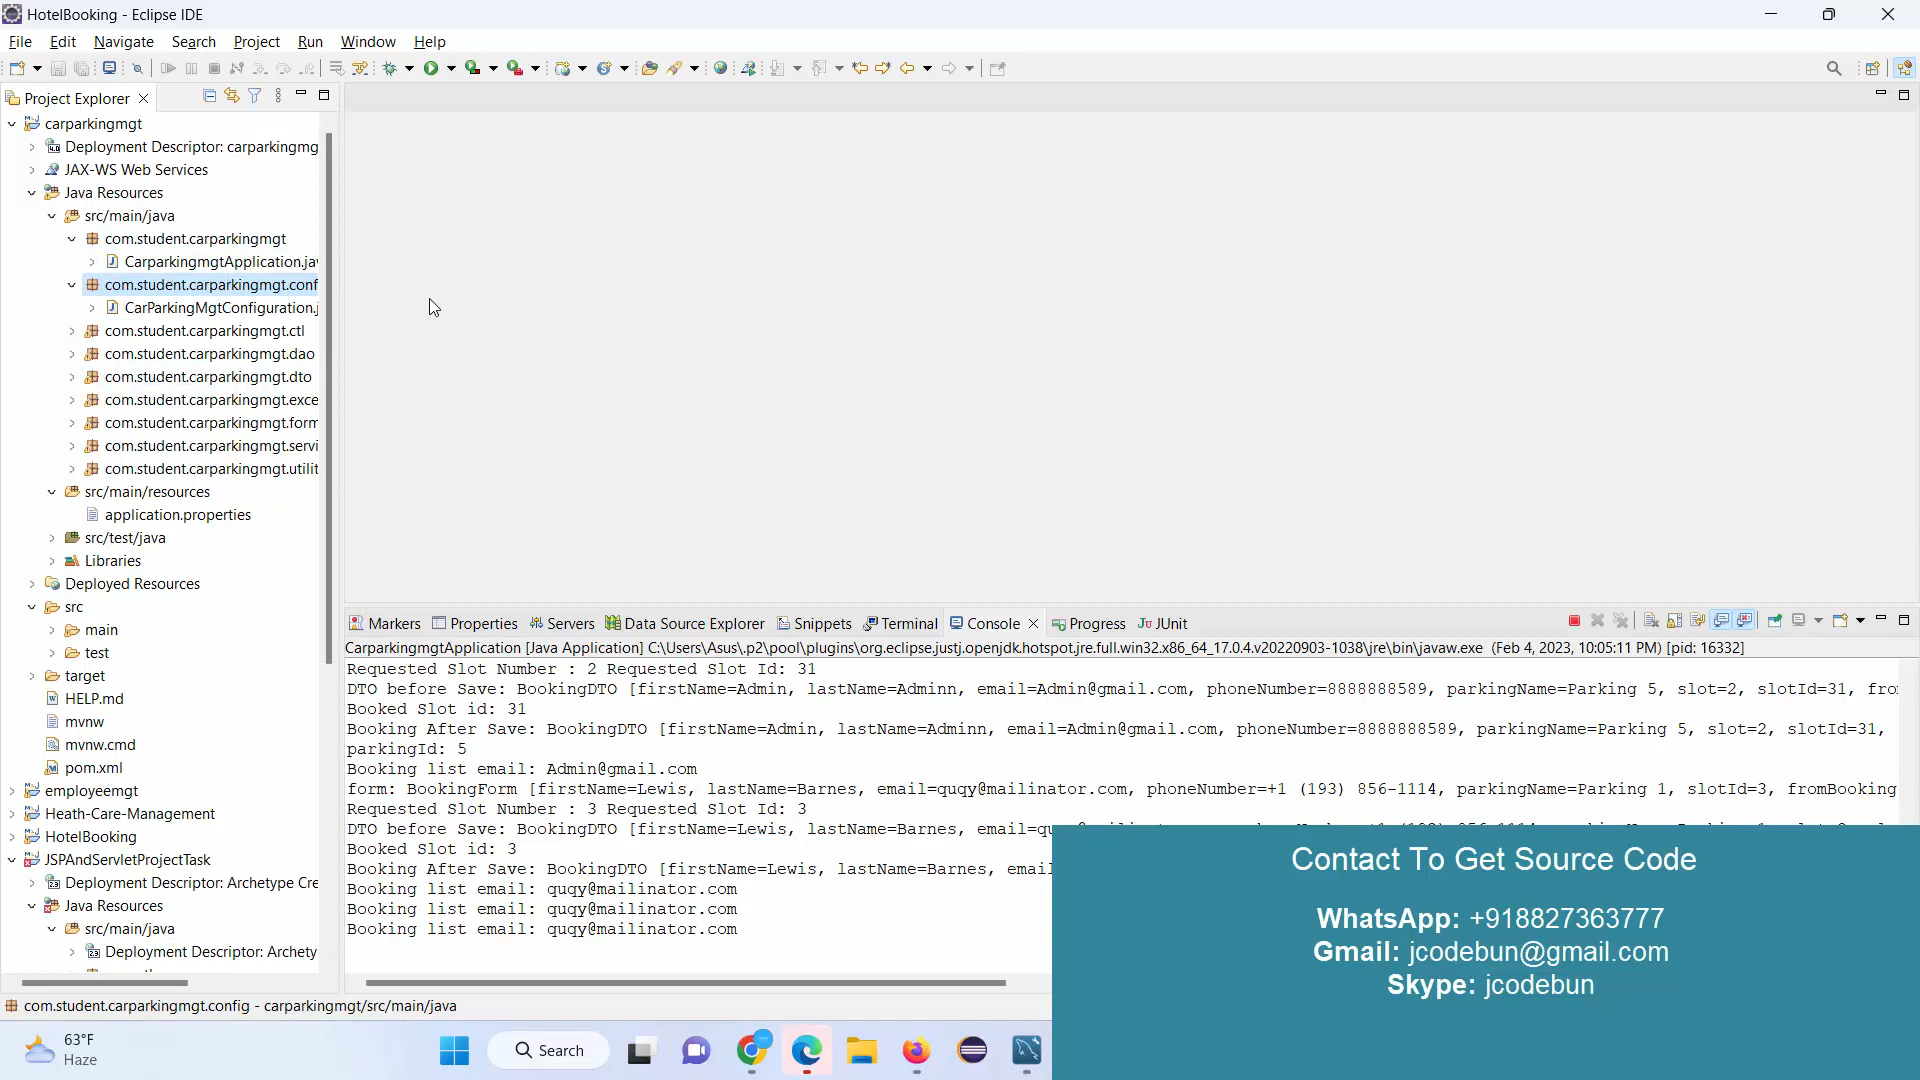 HotelBooking - Eclipse IDE
File Edit Navigate Search Project Run Window Help
Project Explorer
carparkingmgt
Deployment Descriptor: carparkingmg
JAX-WS Web Services
Java Resources
src/main/java
com.student.carparkingmgt
CarparkingmgtApplication.jav
com.student.carparkingmgt.conf
CarParkingMgtConfiguration.j
com.student.carparkingmgt.ctl
com.student.carparkingmgt.dao
com.student.carparkingmgt.dto
com.student.carparkingmgt.exce
com.student.carparkingmgt.form
com.student.carparkingmgt.servi
com.student.carparkingmgt.utilit
src/main/resources
application.properties
src/test/java
Libraries
Deployed Resources
src
main
test
target
HELP.md
mvnw
mvnw.cmd
pom.xml
employeemgt
Heath-Care-Management
HotelBooking
JSPAndServletProjectTask
Deployment Descriptor: Archetype Cre
Java Resources
src/main/java
Deployment Descriptor: Archety
Markers Properties Servers Data Source Explorer Snippets Terminal Console Progress JUnit
CarparkingmgtApplication [Java Application] C:\Users\Asus\.p2\pool\plugins\org.eclipse.justj.openjdk.hotspot.jre.full.win32.x86_64_17.0.4.v20220903-1038\jre\bin\javaw.exe (Feb 4, 2023, 10:05:11 PM) [pid: 16332]
Requested Slot Number : 2 Requested Slot Id: 31
DTO before Save: BookingDTO [firstName=Admin, lastName=Adminn, email=Admin@gmail.com, phoneNumber=8888888589, parkingName=Parking 5, slot=2, slotId=31, fro
Booked Slot id: 31
Booking After Save: BookingDTO [firstName=Admin, lastName=Adminn, email=Admin@gmail.com, phoneNumber=8888888589, parkingName=Parking 5, slot=2, slotId=31,
parkingId: 5
Booking list email: Admin@gmail.com
form: BookingForm [firstName=Lewis, lastName=Barnes, email=quqy@mailinator.com, phoneNumber=+1 (193) 856-1114, parkingName=Parking 1, slotId=3, fromBooking
Requested Slot Number : 3 Requested Slot Id: 3
DTO before Save: BookingDTO [firstName=Lewis, lastName=Barnes, email=qu
Booked Slot id: 3
Booking After Save: BookingDTO [firstName=Lewis, lastName=Barnes, email
Booking list email: quqy@mailinator.com
Booking list email: quqy@mailinator.com
Booking list email: quqy@mailinator.com
Contact To Get Source Code
WhatsApp: +918827363777
Gmail: jcodebun@gmail.com
Skype: jcodebun
com.student.carparkingmgt.config - carparkingmgt/src/main/java
63°F
Haze
Search